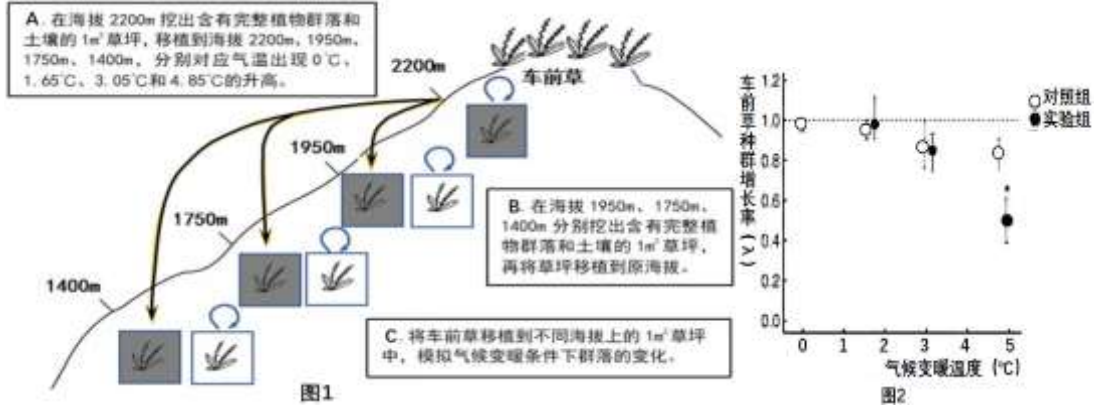 A. 在海拔 2200m 挖出含有完整植物群落和
土壤的 1m² 草坪，移植到海拔 2200m、1950m、
1750m、1400m，分别对应气温出现 0℃、
1.65℃、3.05℃和 4.85℃的升高。
2200m
车前草
1950m
B. 在海拔 1950m、1750m、
1400m 分别挖出含有完整植
物群落和土壤的 1m² 草坪，
再将草坪移植到原海拔。
1750m
1400m
C. 将车前草移植到不同海拔上的 1m² 草坪
中，模拟气候变暖条件下群落的变化。
图1
车前草种群增长率(λ)
1.2
1.0
0.8
0.6
0.4
0.2
0.0
对照组
实验组
0 1 2 3 4 5
气候变暖温度 (℃)
图2